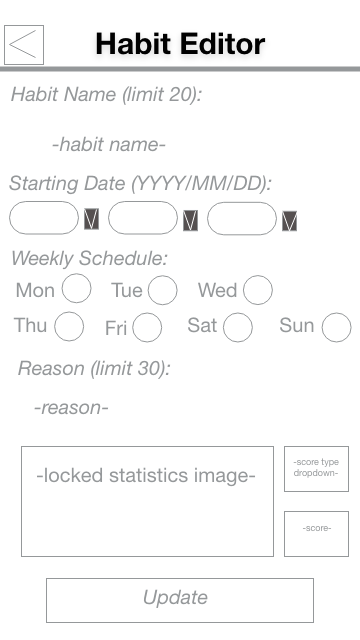 Habit Editor
Habit Name (limit 20):
-habit name-
Starting Date (YYYY/MM/DD):
Weekly Schedule:
Mon Tue Wed
Thu Fri Sat Sun
Reason (limit 30):
-reason-
-locked statistics image-
-score type
dropdown-
-score-
Update